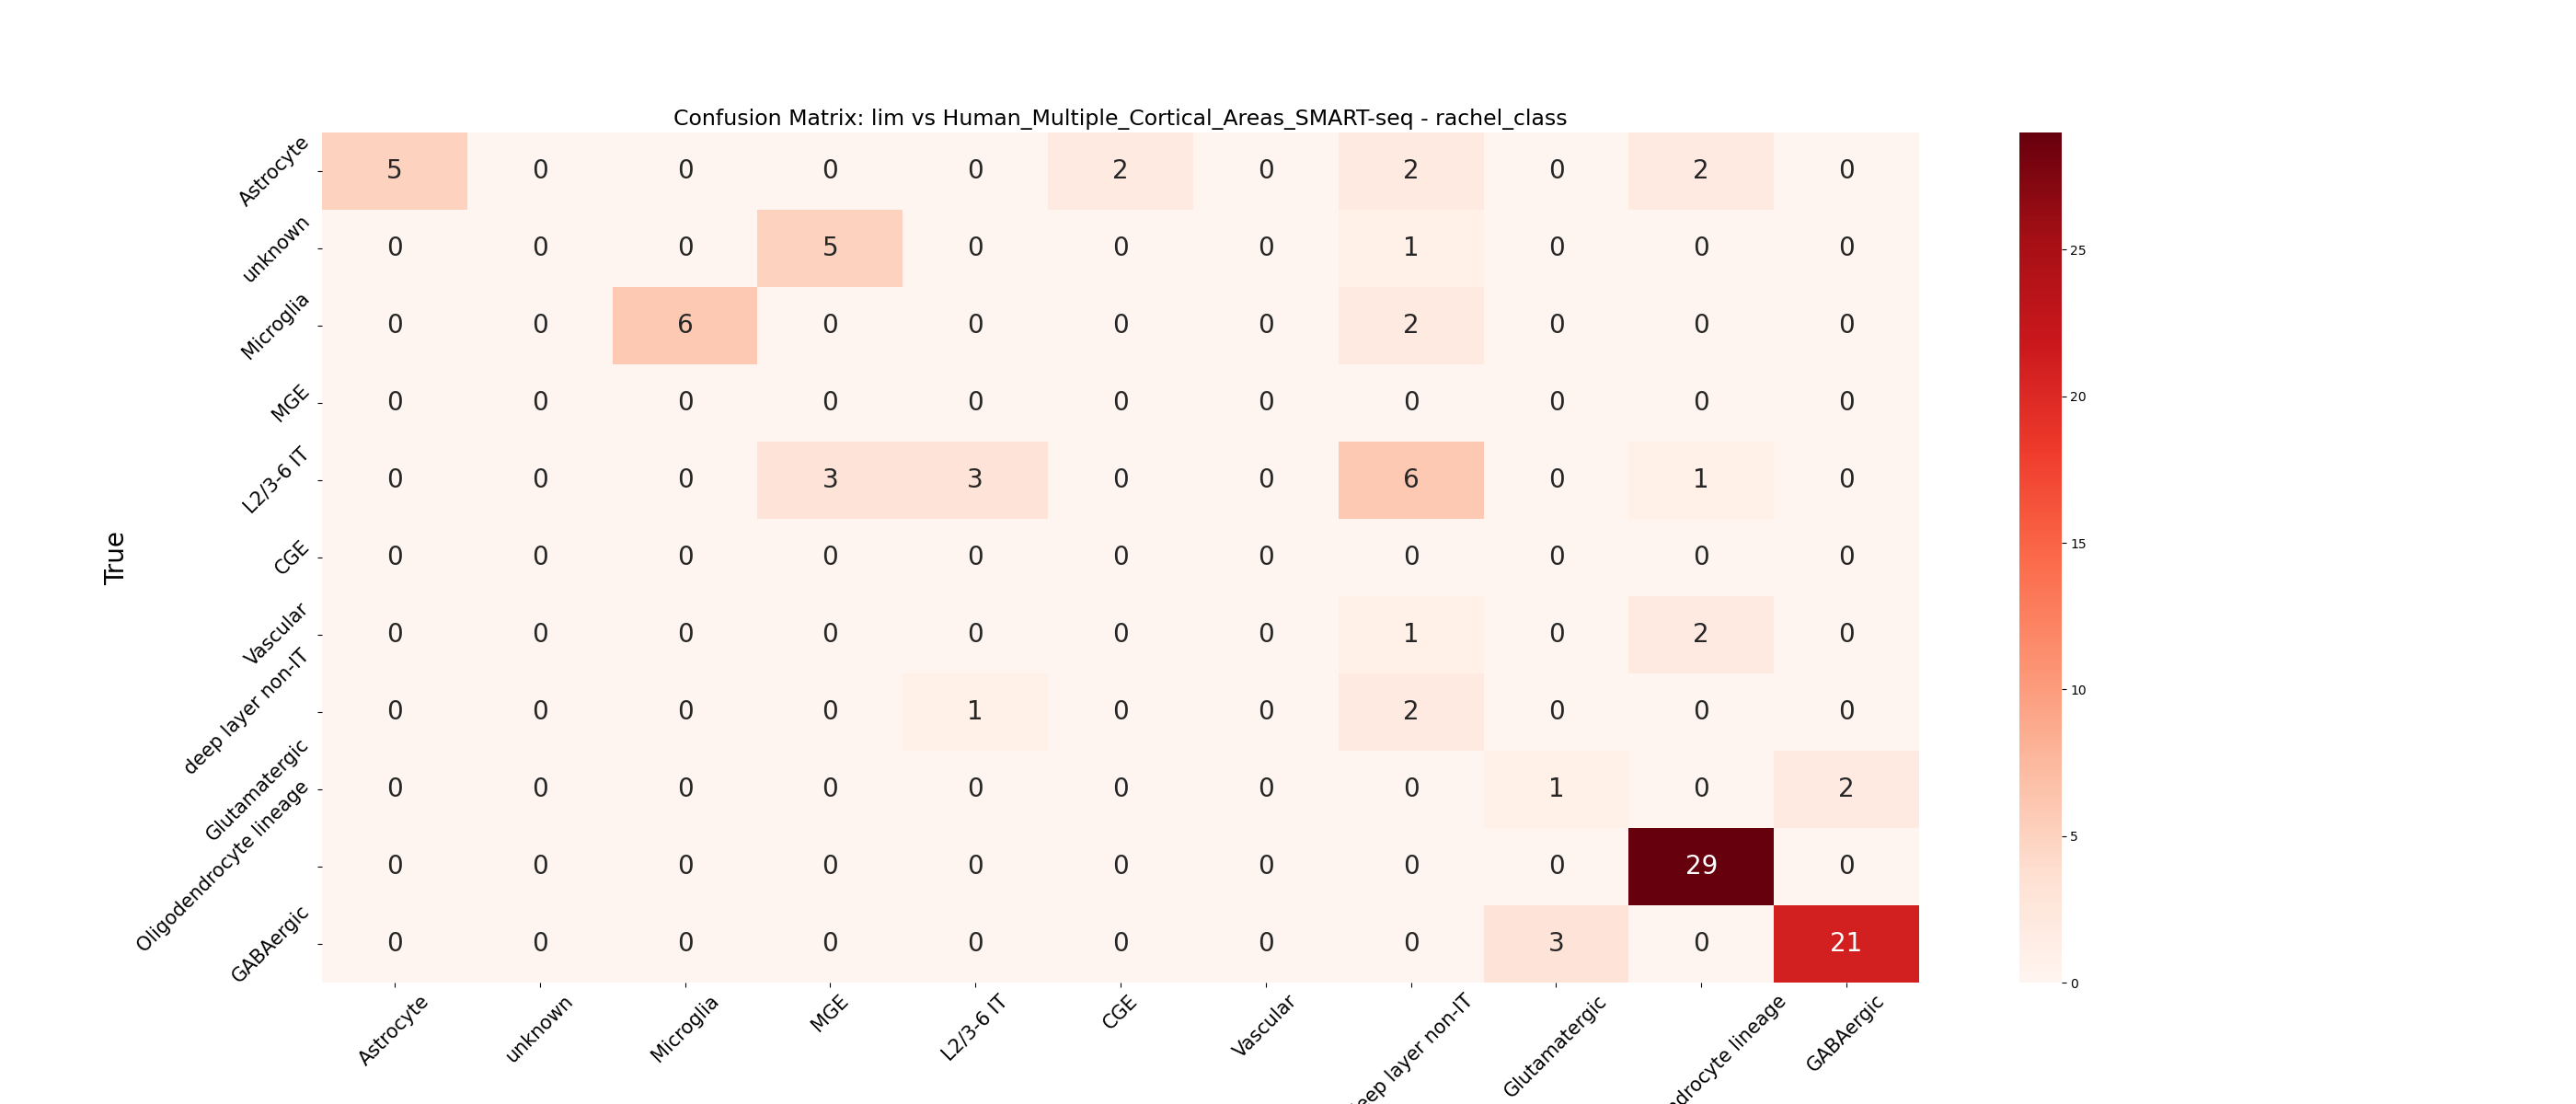 Confusion Matrix: lim vs Human_Multiple_Cortical_Areas_SMART-seq - rachel_class
True
Astrocyte 5 0 0 0 0 2 0 2 0 2 0
unknown 0 0 0 5 0 0 0 1 0 0 0
Microglia 0 0 6 0 0 0 0 2 0 0 0
MGE 0 0 0 0 0 0 0 0 0 0 0
L2/3-6 IT 0 0 0 3 3 0 0 6 0 1 0
CGE 0 0 0 0 0 0 0 0 0 0 0
Vascular 0 0 0 0 0 0 0 1 0 2 0
deep layer non-IT 0 0 0 0 1 0 0 2 0 0 0
Glutamatergic 0 0 0 0 0 0 0 0 1 0 2
Oligodendrocyte lineage 0 0 0 0 0 0 0 0 0 29 0
GABAergic 0 0 0 0 0 0 0 0 3 0 21
Astrocyte unknown Microglia MGE L2/3-6 IT CGE Vascular eep layer non-IT Glutamatergic ndrocyte lineage GABAergic
25
20
15
10
5
0